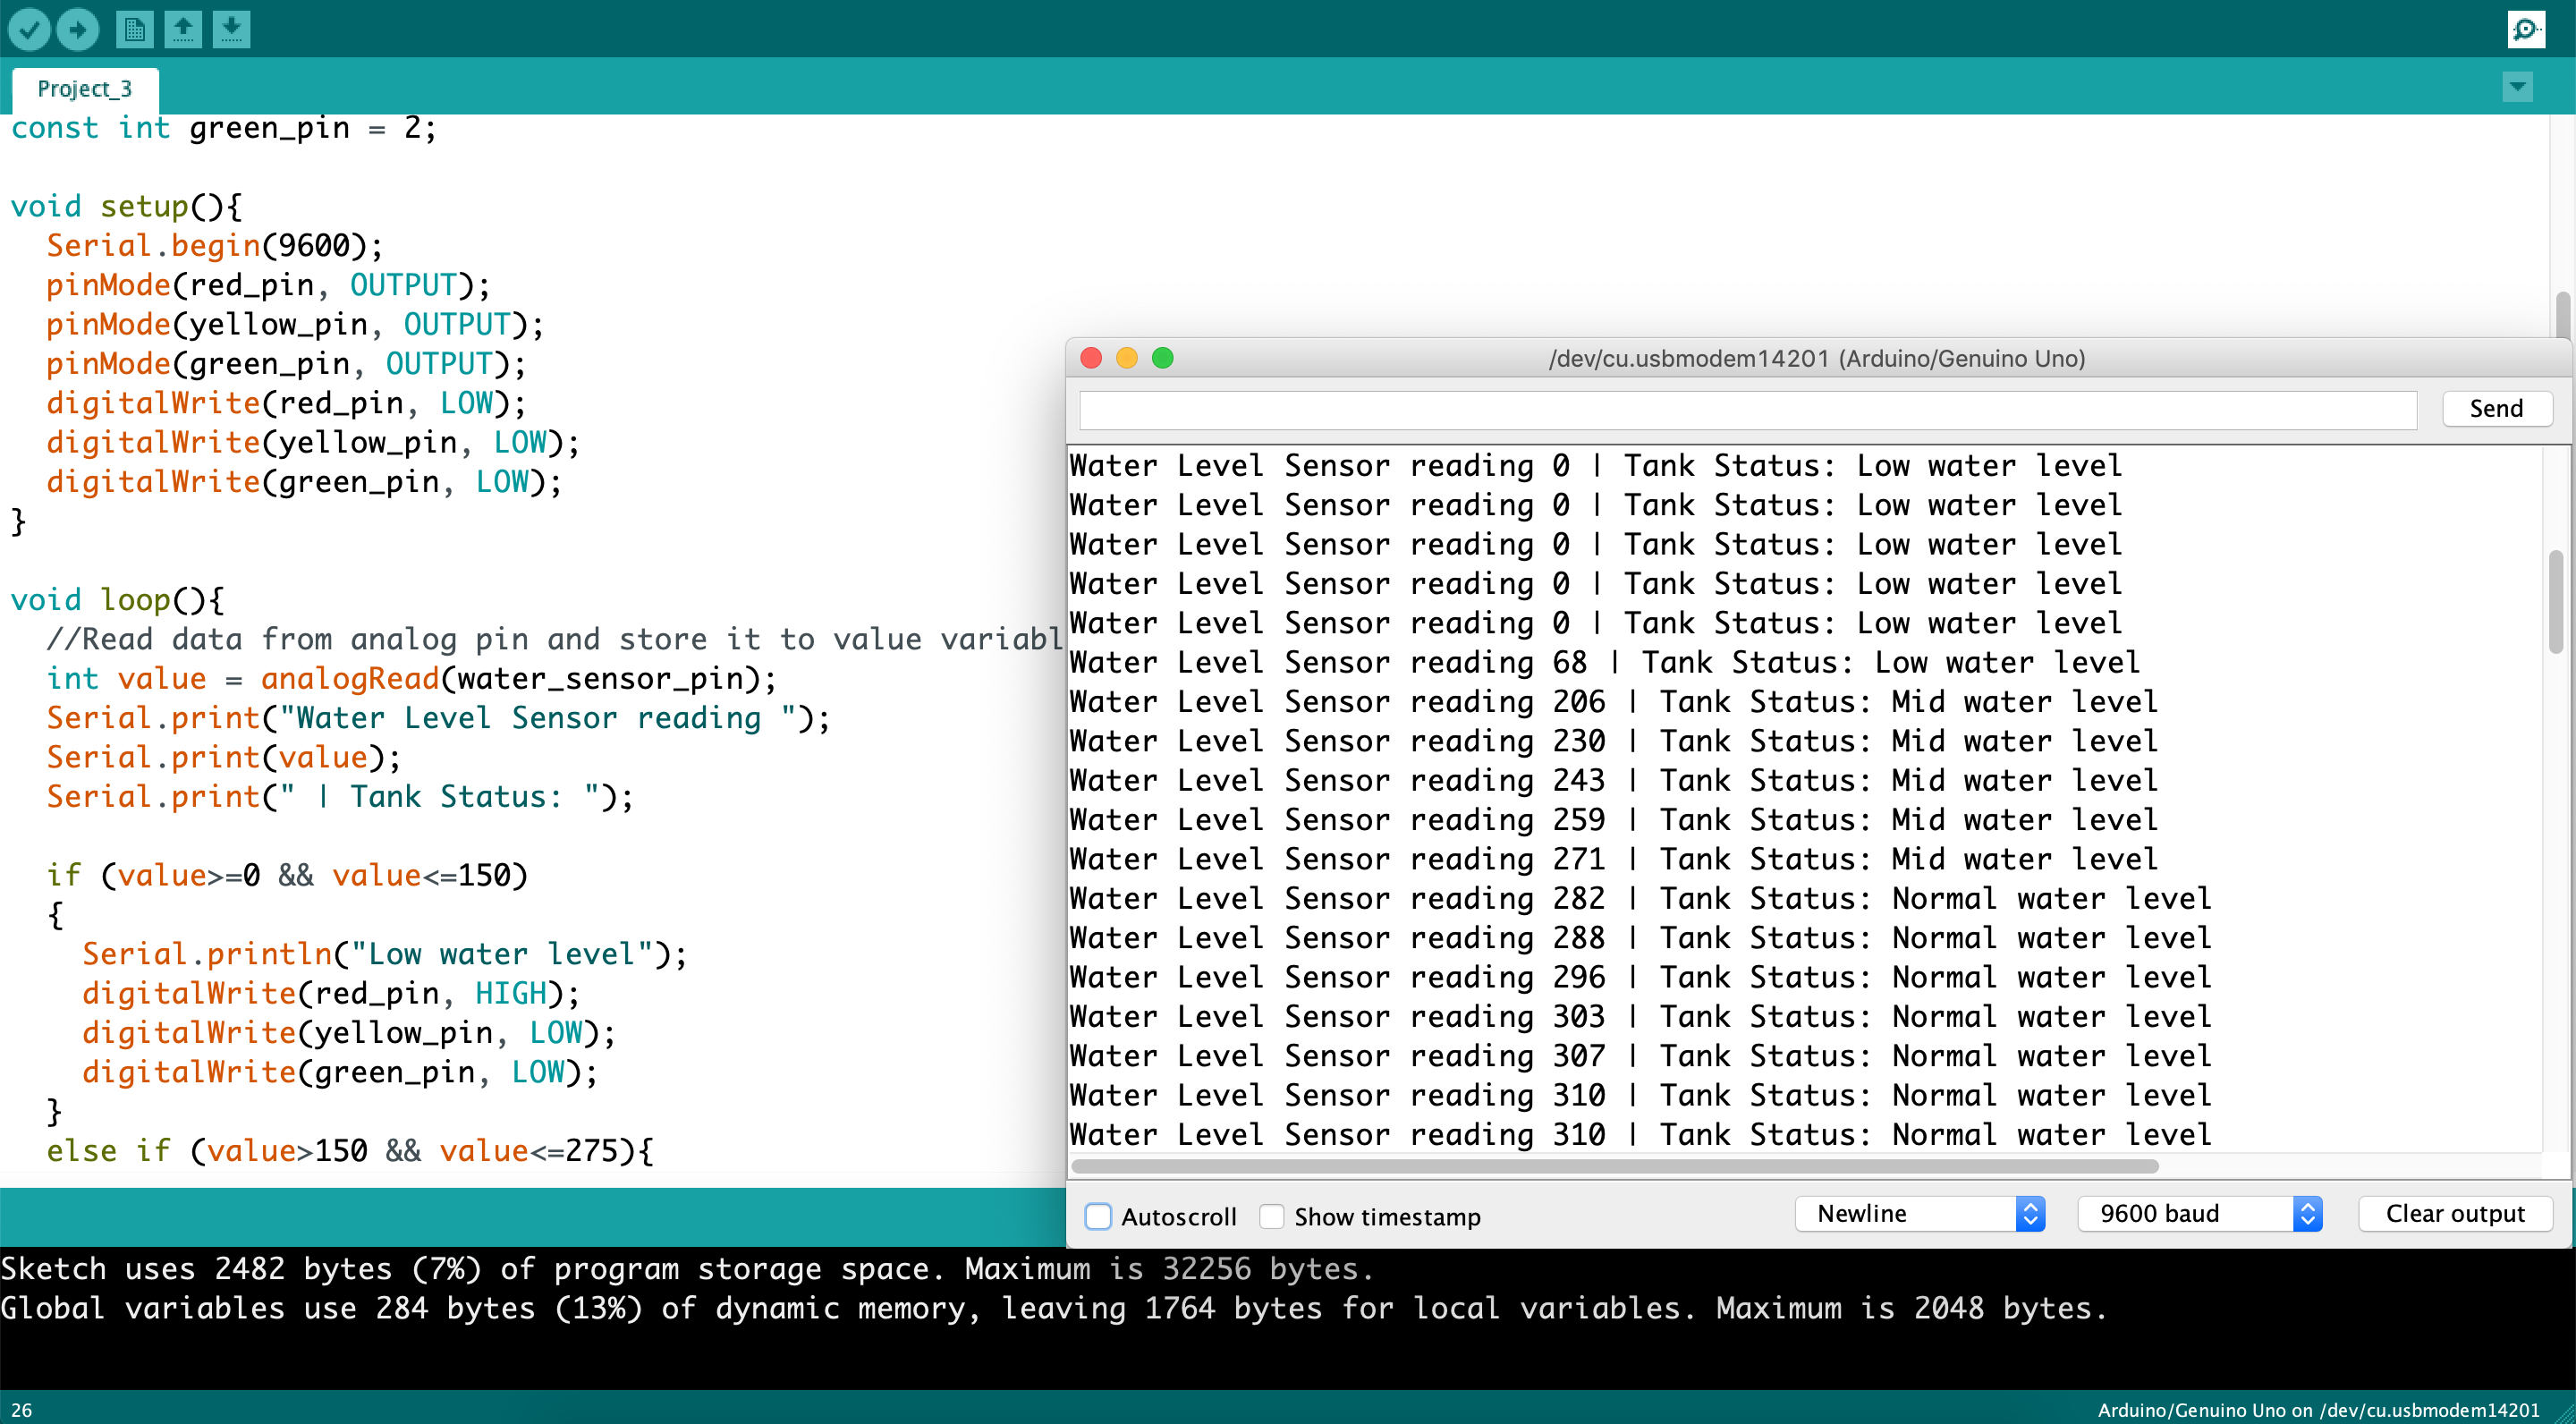 Project_3
const int green_pin = 2;
void setup(){
  Serial.begin(9600);
  pinMode(red_pin, OUTPUT);
  pinMode(yellow_pin, OUTPUT);
  pinMode(green_pin, OUTPUT);
  digitalWrite(red_pin, LOW);
  digitalWrite(yellow_pin, LOW);
  digitalWrite(green_pin, LOW);
}
void loop(){
  //Read data from analog pin and store it to value variabl
  int value = analogRead(water_sensor_pin);
  Serial.print("Water Level Sensor reading ");
  Serial.print(value);
  Serial.print(" | Tank Status: ");
  if (value>=0 && value<=150)
  {
    Serial.println("Low water level");
    digitalWrite(red_pin, HIGH);
    digitalWrite(yellow_pin, LOW);
    digitalWrite(green_pin, LOW);
  }
  else if (value>150 && value<=275){
/dev/cu.usbmodem14201 (Arduino/Genuino Uno)
Send
Water Level Sensor reading 0 | Tank Status: Low water level
Water Level Sensor reading 0 | Tank Status: Low water level
Water Level Sensor reading 0 | Tank Status: Low water level
Water Level Sensor reading 0 | Tank Status: Low water level
Water Level Sensor reading 0 | Tank Status: Low water level
Water Level Sensor reading 68 | Tank Status: Low water level
Water Level Sensor reading 206 | Tank Status: Mid water level
Water Level Sensor reading 230 | Tank Status: Mid water level
Water Level Sensor reading 243 | Tank Status: Mid water level
Water Level Sensor reading 259 | Tank Status: Mid water level
Water Level Sensor reading 271 | Tank Status: Mid water level
Water Level Sensor reading 282 | Tank Status: Normal water level
Water Level Sensor reading 288 | Tank Status: Normal water level
Water Level Sensor reading 296 | Tank Status: Normal water level
Water Level Sensor reading 303 | Tank Status: Normal water level
Water Level Sensor reading 307 | Tank Status: Normal water level
Water Level Sensor reading 310 | Tank Status: Normal water level
Water Level Sensor reading 310 | Tank Status: Normal water level
Autoscroll Show timestamp Newline 9600 baud Clear output
Sketch uses 2482 bytes (7%) of program storage space. Maximum is 32256 bytes.
Global variables use 284 bytes (13%) of dynamic memory, leaving 1764 bytes for local variables. Maximum is 2048 bytes.
26 Arduino/Genuino Uno on /dev/cu.usbmodem14201